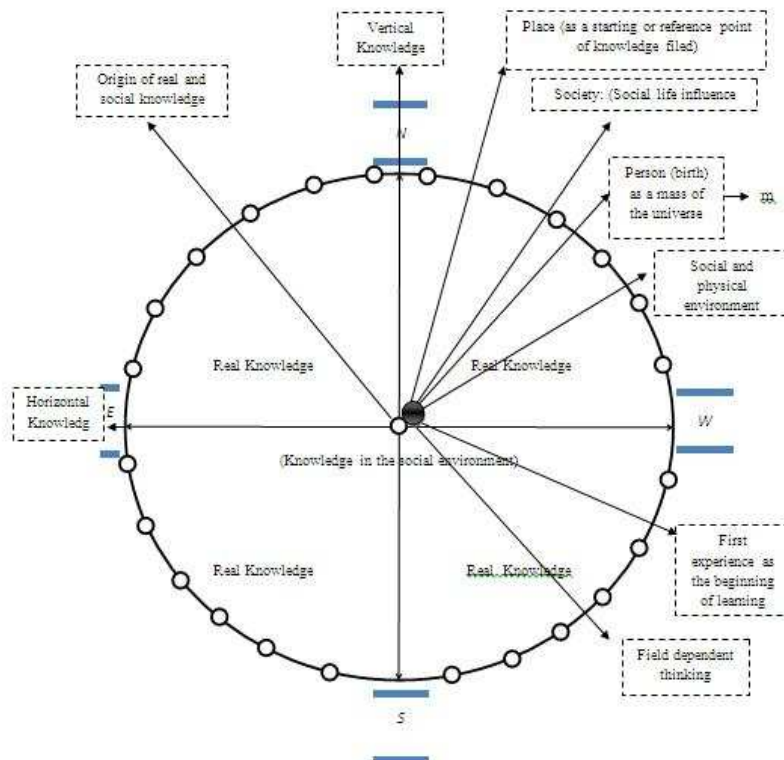 Vertical
Knowledge
Place (as a starting or reference point
of knowledge filed)
Origin of real and
social knowledge
Society: (Social life influence
N
Person (birth)
as a mass of
the universe
m
Social and
physical
environment
Real Knowledge
Real Knowledge
Horizontal
Knowledg
E
W
(Knowledge in the social environment)
First
experience as
the beginning
of learning
Real Knowledge
Real Knowledge
Field dependent
thinking
S